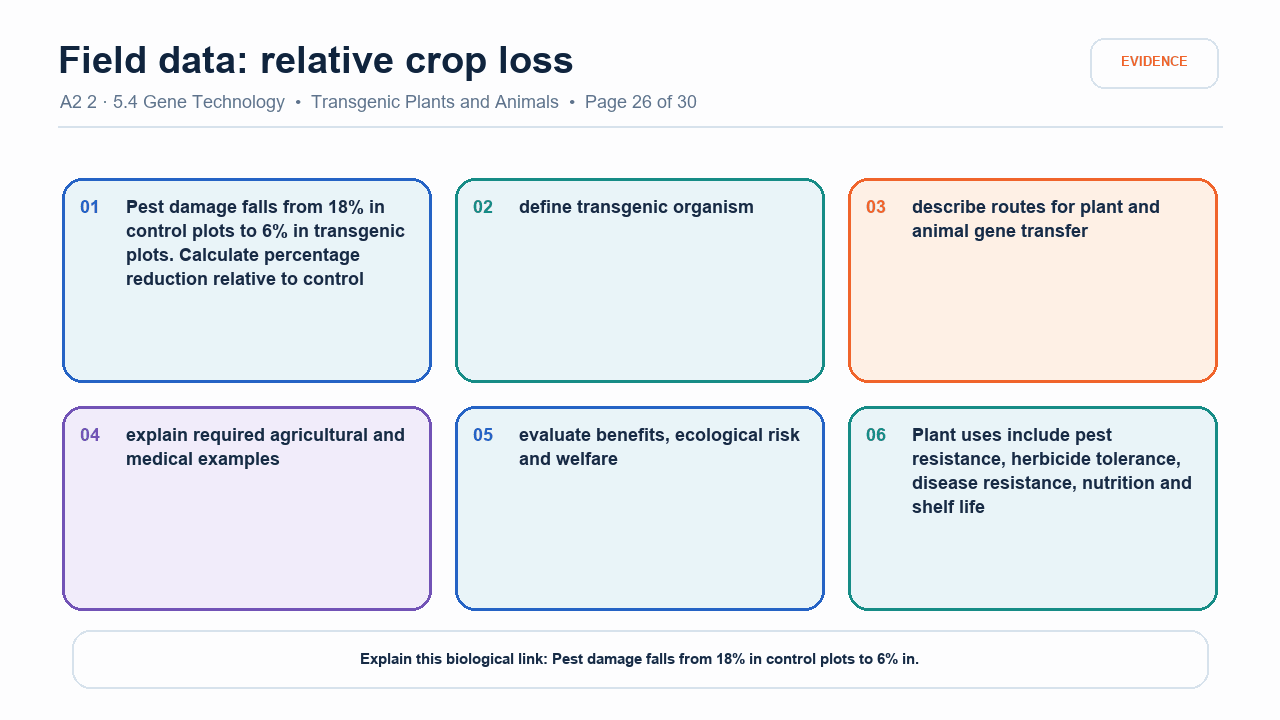 Field data: relative crop loss
EVIDENCE
A2 2 · 5.4 Gene Technology • Transgenic Plants and Animals • Page 26 of 30
01 Pest damage falls from 18% in
control plots to 6% in transgenic
plots. Calculate percentage
reduction relative to control
02 define transgenic organism
03 describe routes for plant and
animal gene transfer
04 explain required agricultural and
medical examples
05 evaluate benefits, ecological risk
and welfare
06 Plant uses include pest
resistance, herbicide tolerance,
disease resistance, nutrition and
shelf life
Explain this biological link: Pest damage falls from 18% in control plots to 6% in.